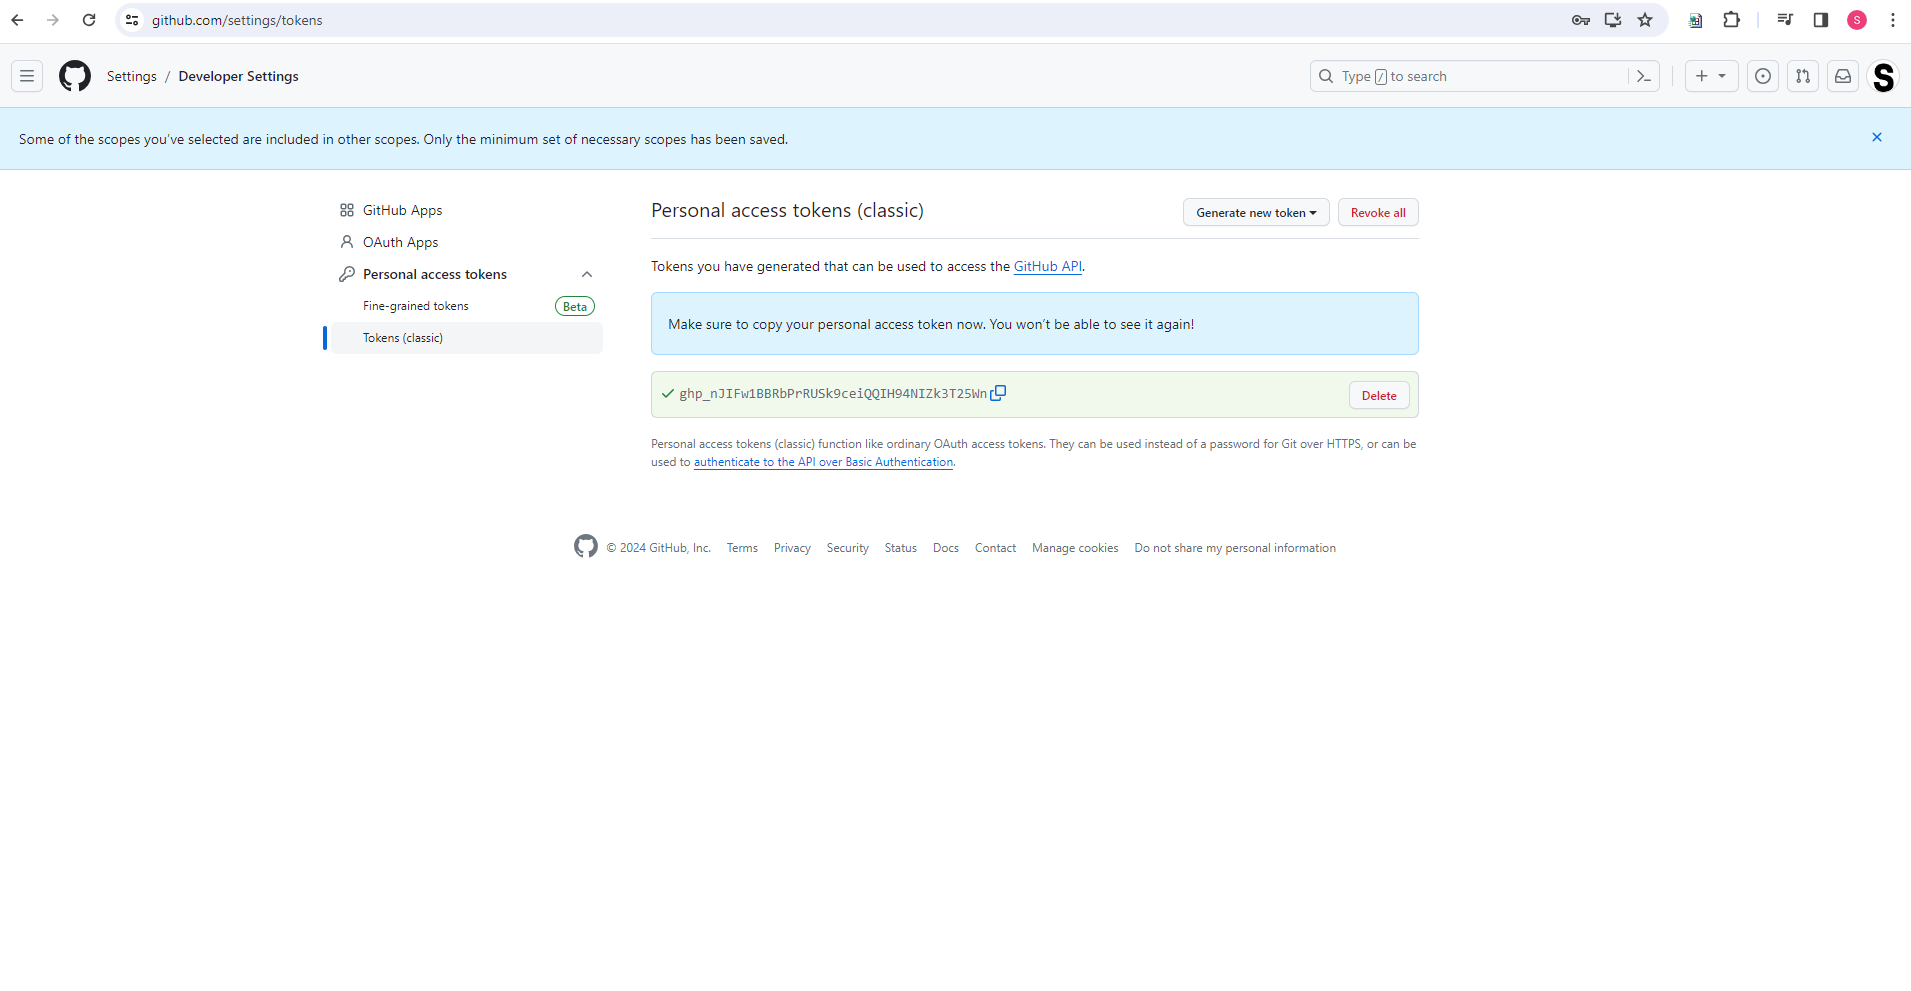 github.com/settings/tokens
S
Settings / Developer Settings
Type / to search
S
Some of the scopes you've selected are included in other scopes. Only the minimum set of necessary scopes has been saved.
GitHub Apps
OAuth Apps
Personal access tokens
Fine-grained tokens
Beta
Tokens (classic)
Personal access tokens (classic)
Generate new token
Revoke all
Tokens you have generated that can be used to access the GitHub API.
Make sure to copy your personal access token now. You won't be able to see it again!
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
Delete
Personal access tokens (classic) function like ordinary OAuth access tokens. They can be used instead of a password for Git over HTTPS, or can be
used to authenticate to the API over Basic Authentication.
© 2024 GitHub, Inc. Terms Privacy Security Status Docs Contact Manage cookies Do not share my personal information